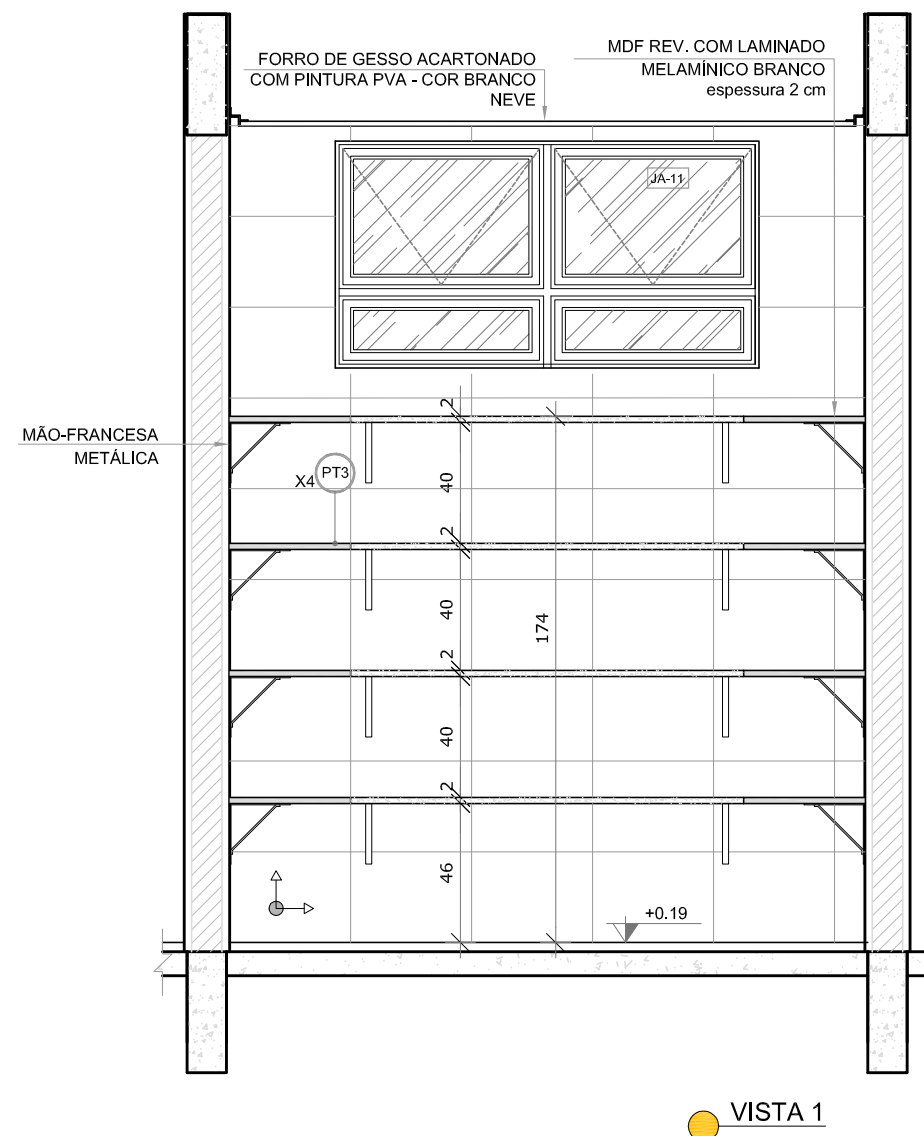 FORRO DE GESSO ACARTONADO
COM PINTURA PVA - COR BRANCO
NEVE
MDF REV. COM LAMINADO
MELAMÍNICO BRANCO
espessura 2 cm
JA-11
MÃO-FRANCESA
METÁLICA
2
X4 PT3
40
2
40
174
2
40
2
46
+0.19
VISTA 1